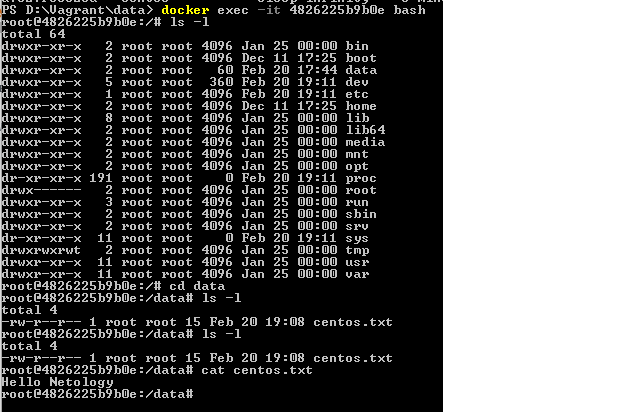 PS D:\Vagrant\data> docker exec -it 4826225b9b0e bash
root@4826225b9b0e:/# ls -l
total 64
drwxr-xr-x   2 root root 4096 Jan 25 00:00 bin
drwxr-xr-x   2 root root 4096 Dec 11 17:25 boot
drwxr-xr-x   2 root root   60 Feb 20 17:44 data
drwxr-xr-x   5 root root  360 Feb 20 19:11 dev
drwxr-xr-x   1 root root 4096 Feb 20 19:11 etc
drwxr-xr-x   2 root root 4096 Dec 11 17:25 home
drwxr-xr-x   8 root root 4096 Jan 25 00:00 lib
drwxr-xr-x   2 root root 4096 Jan 25 00:00 lib64
drwxr-xr-x   2 root root 4096 Jan 25 00:00 media
drwxr-xr-x   2 root root 4096 Jan 25 00:00 mnt
drwxr-xr-x   2 root root 4096 Jan 25 00:00 opt
dr-xr-xr-x 191 root root    0 Feb 20 19:11 proc
drwx------   2 root root 4096 Jan 25 00:00 root
drwxr-xr-x   3 root root 4096 Jan 25 00:00 run
drwxr-xr-x   2 root root 4096 Jan 25 00:00 sbin
drwxr-xr-x   2 root root 4096 Jan 25 00:00 srv
dr-xr-xr-x  11 root root    0 Feb 20 19:11 sys
drwxrwxrwt   2 root root 4096 Jan 25 00:00 tmp
drwxr-xr-x  11 root root 4096 Jan 25 00:00 usr
drwxr-xr-x  11 root root 4096 Jan 25 00:00 var
root@4826225b9b0e:/# cd data
root@4826225b9b0e:/data# ls -l
total 4
-rw-r--r-- 1 root root 15 Feb 20 19:08 centos.txt
root@4826225b9b0e:/data# ls -l
total 4
-rw-r--r-- 1 root root 15 Feb 20 19:08 centos.txt
root@4826225b9b0e:/data# cat centos.txt
Hello Netology
root@4826225b9b0e:/data#